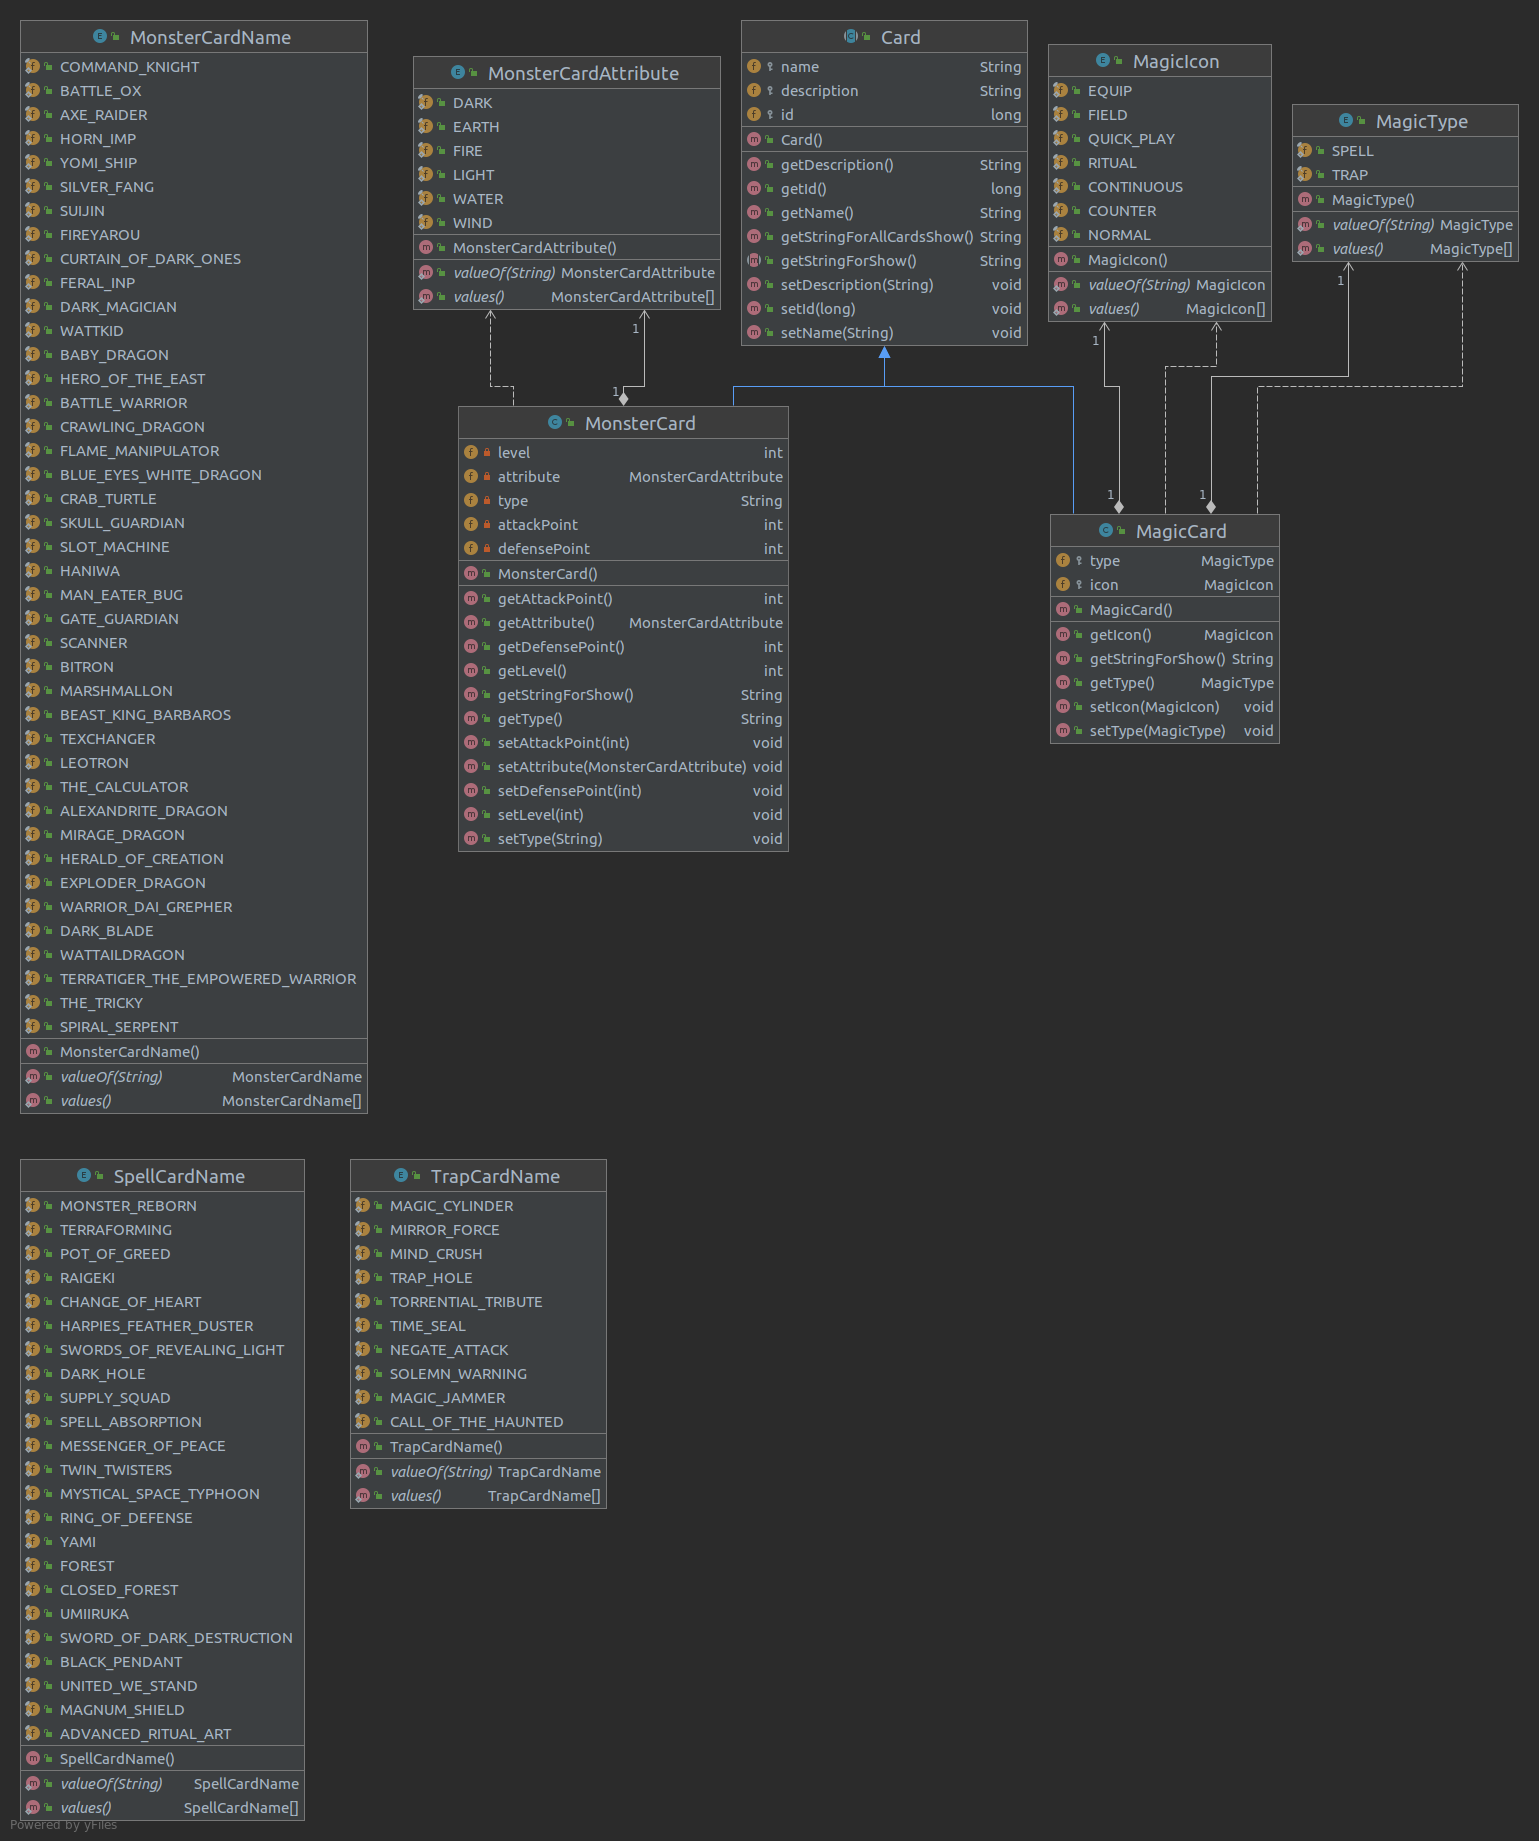 MonsterCardName
COMMAND_KNIGHT
BATTLE_OX
AXE_RAIDER
HORN_IMP
YOMI_SHIP
SILVER_FANG
SUIJIN
FIREYAROU
CURTAIN_OF_DARK_ONES
FERAL_INP
DARK_MAGICIAN
WATTKID
BABY_DRAGON
HERO_OF_THE_EAST
BATTLE_WARRIOR
CRAWLING_DRAGON
FLAME_MANIPULATOR
BLUE_EYES_WHITE_DRAGON
CRAB_TURTLE
SKULL_GUARDIAN
SLOT_MACHINE
HANIWA
MAN_EATER_BUG
GATE_GUARDIAN
SCANNER
BITRON
MARSHMALLON
BEAST_KING_BARBAROS
TEXCHANGER
LEOTRON
THE_CALCULATOR
ALEXANDRITE_DRAGON
MIRAGE_DRAGON
HERALD_OF_CREATION
EXPLODER_DRAGON
WARRIOR_DAI_GREPHER
DARK_BLADE
WATTAILDRAGON
TERRATIGER_THE_EMPOWERED_WARRIOR
THE_TRICKY
SPIRAL_SERPENT
MonsterCardName()
valueOf(String) MonsterCardName
values() MonsterCardName[]
MonsterCardAttribute
DARK
EARTH
FIRE
LIGHT
WATER
WIND
MonsterCardAttribute()
valueOf(String) MonsterCardAttribute
values() MonsterCardAttribute[]
1
1
Card
name String
description String
id long
Card()
getDescription() String
getId() long
getName() String
getStringForAllCardsShow() String
getStringForShow() String
setDescription(String) void
setId(long) void
setName(String) void
MagicIcon
EQUIP
FIELD
QUICK_PLAY
RITUAL
CONTINUOUS
COUNTER
NORMAL
MagicIcon()
valueOf(String) MagicIcon
values() MagicIcon[]
1
1
MagicType
SPELL
TRAP
MagicType()
valueOf(String) MagicType
values() MagicType[]
1
1
MonsterCard
level int
attribute MonsterCardAttribute
type String
attackPoint int
defensePoint int
MonsterCard()
getAttackPoint() int
getAttribute() MonsterCardAttribute
getDefensePoint() int
getLevel() int
getStringForShow() String
getType() String
setAttackPoint(int) void
setAttribute(MonsterCardAttribute) void
setDefensePoint(int) void
setLevel(int) void
setType(String) void
MagicCard
type MagicType
icon MagicIcon
MagicCard()
getIcon() MagicIcon
getStringForShow() String
getType() MagicType
setIcon(MagicIcon) void
setType(MagicType) void
SpellCardName
MONSTER_REBORN
TERRAFORMING
POT_OF_GREED
RAIGEKI
CHANGE_OF_HEART
HARPIES_FEATHER_DUSTER
SWORDS_OF_REVEALING_LIGHT
DARK_HOLE
SUPPLY_SQUAD
SPELL_ABSORPTION
MESSENGER_OF_PEACE
TWIN_TWISTERS
MYSTICAL_SPACE_TYPHOON
RING_OF_DEFENSE
YAMI
FOREST
CLOSED_FOREST
UMIIRUKA
SWORD_OF_DARK_DESTRUCTION
BLACK_PENDANT
UNITED_WE_STAND
MAGNUM_SHIELD
ADVANCED_RITUAL_ART
SpellCardName()
valueOf(String) SpellCardName
values() SpellCardName[]
TrapCardName
MAGIC_CYLINDER
MIRROR_FORCE
MIND_CRUSH
TRAP_HOLE
TORRENTIAL_TRIBUTE
TIME_SEAL
NEGATE_ATTACK
SOLEMN_WARNING
MAGIC_JAMMER
CALL_OF_THE_HAUNTED
TrapCardName()
valueOf(String) TrapCardName
values() TrapCardName[]
Powered by yFiles